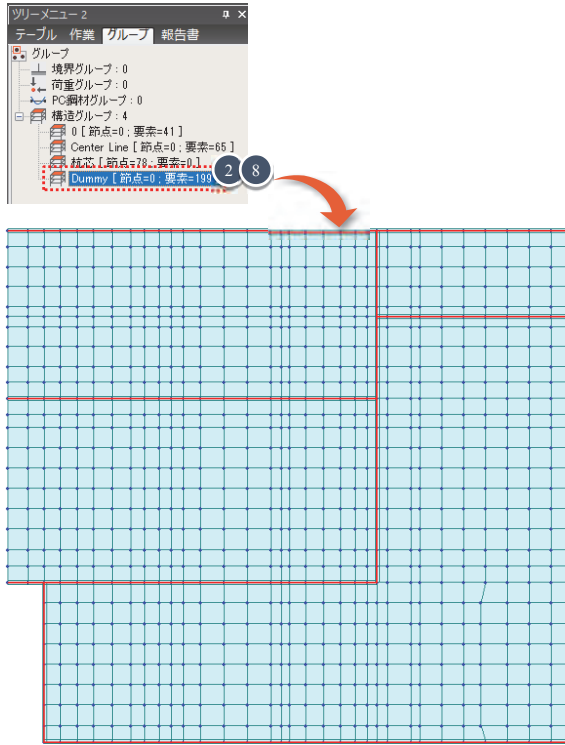 ツリーメニュー 2
テーブル 作業 グループ 報告書
グループ
境界グループ : 0
荷重グループ : 0
PC鋼材グループ : 0
構造グループ : 4
0 [ 節点=0 ; 要素=41 ]
Center Line [ 節点=0 ; 要素=65 ]
杭芯 [ 節点=78 ; 要素=0 ]
Dummy [ 節点=0 ; 要素=199
2 8